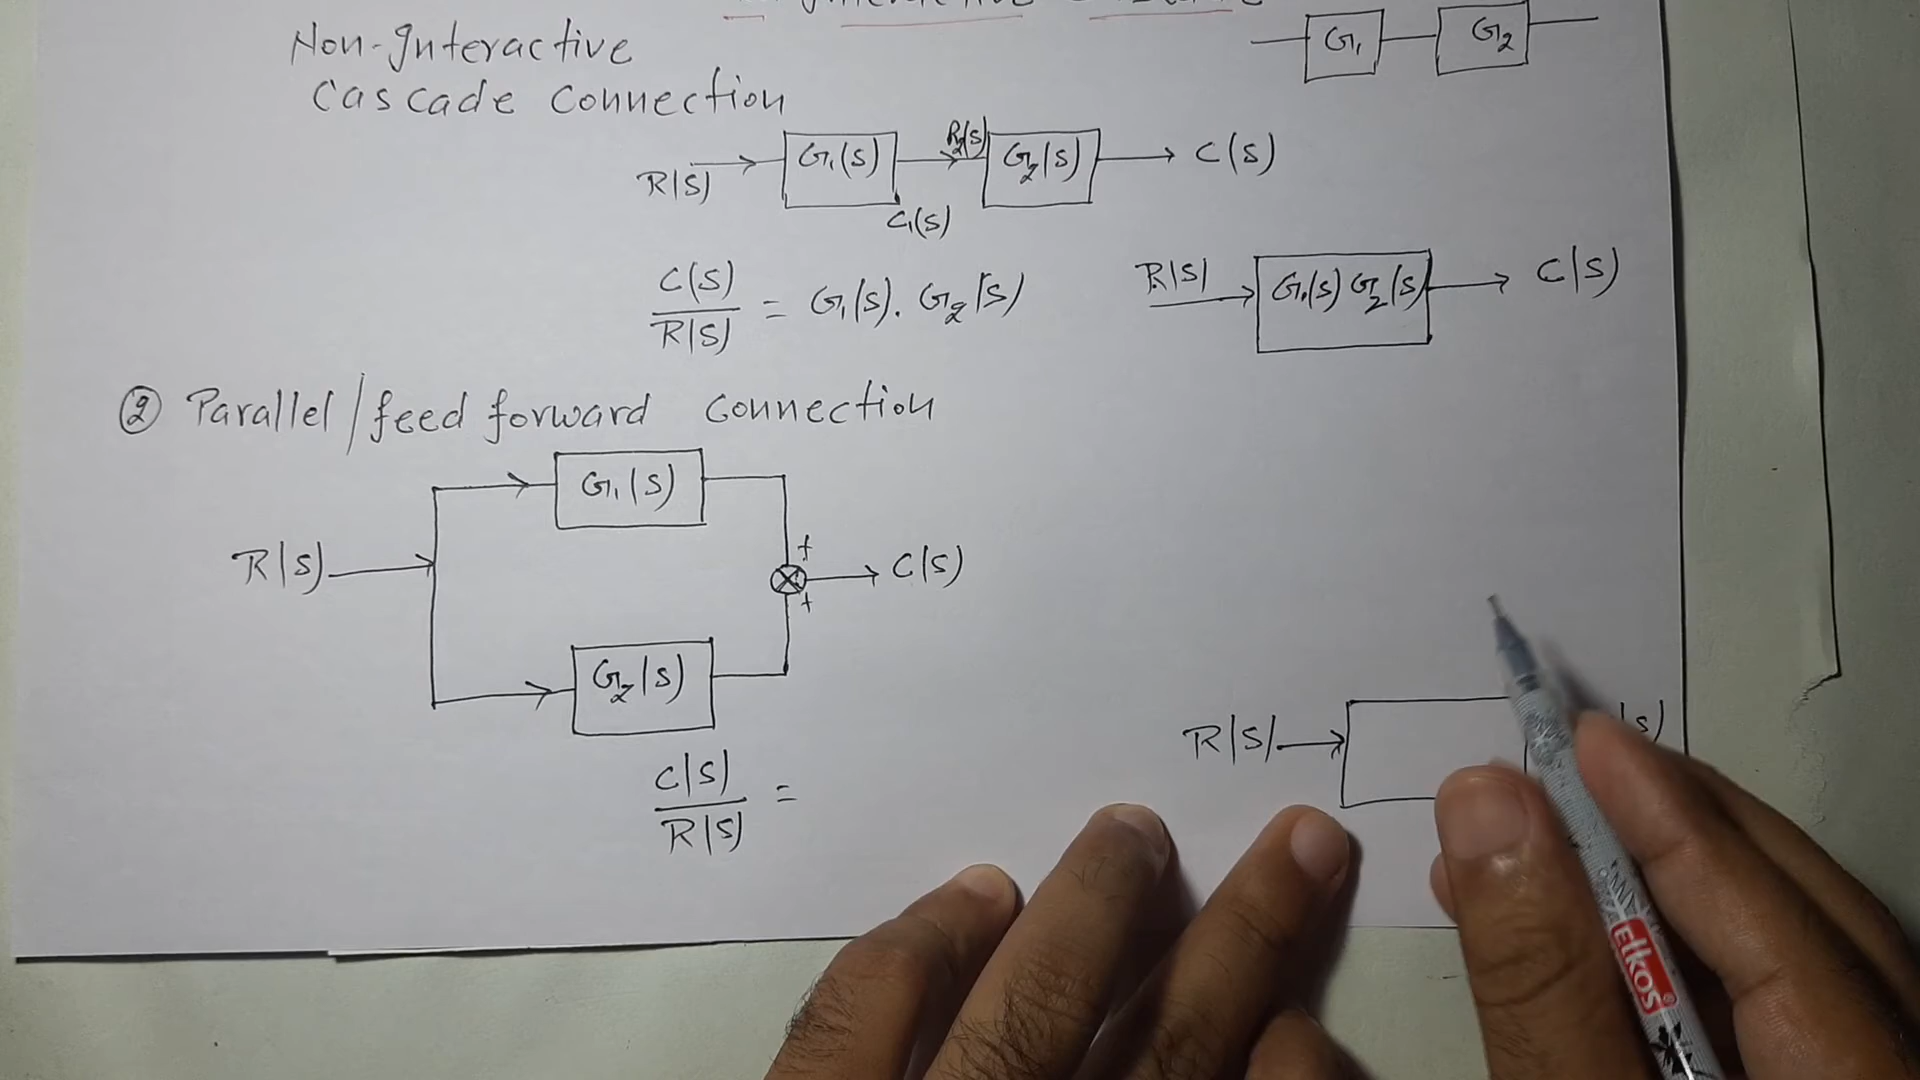 G1 G2
Non-Interactive
Cascade Connection
R(s) G1(s) R2(s) G2(s) C(s)
C1(s)
C(s)/R(s) = G1(s). G2(s)
R(s) G1(s) G2(s) C(s)
② Parallel/feed forward connection
G1(s)
R(s) + C(s)
+
G2(s)
C(s)/R(s) =
R(s) (s)
Elkos®